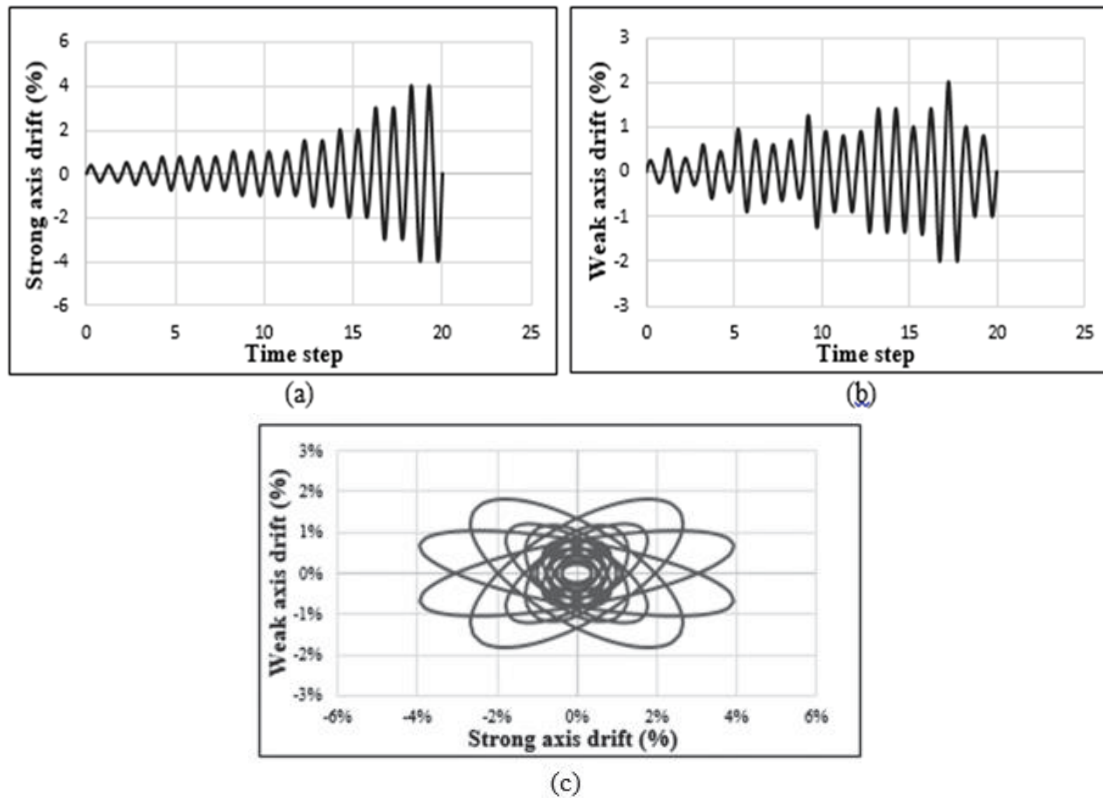 6
4
2
0
-2
-4
-6
Strong axis drift (%)
0 5 10 15 20 25
Time step
(a)
3
2
1
0
-1
-2
-3
Weak axis drift (%)
0 5 10 15 20 25
Time step
(b)
3%
2%
1%
0%
-1%
-2%
-3%
Weak axis drift (%)
-6% -4% -2% 0% 2% 4% 6%
Strong axis drift (%)
(c)